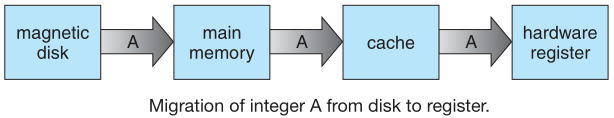 magnetic
disk
A
main
memory
A
cache
A
hardware
register
Migration of integer A from disk to register.